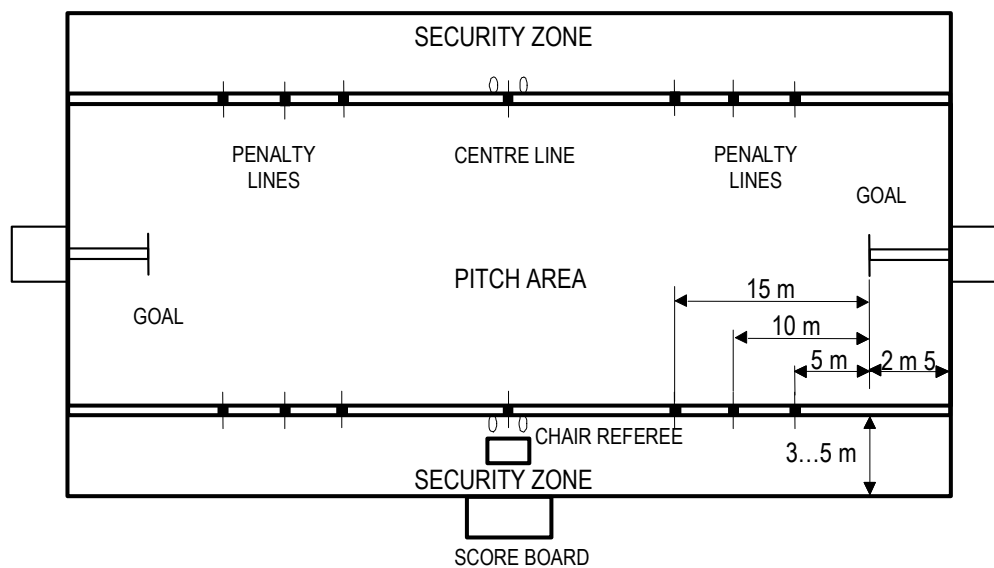 SECURITY ZONE
PENALTY
LINES
CENTRE LINE
PENALTY
LINES
GOAL
PITCH AREA
15 m
GOAL
10 m
5 m
2 m 5
CHAIR REFEREE
3...5 m
SECURITY ZONE
SCORE BOARD